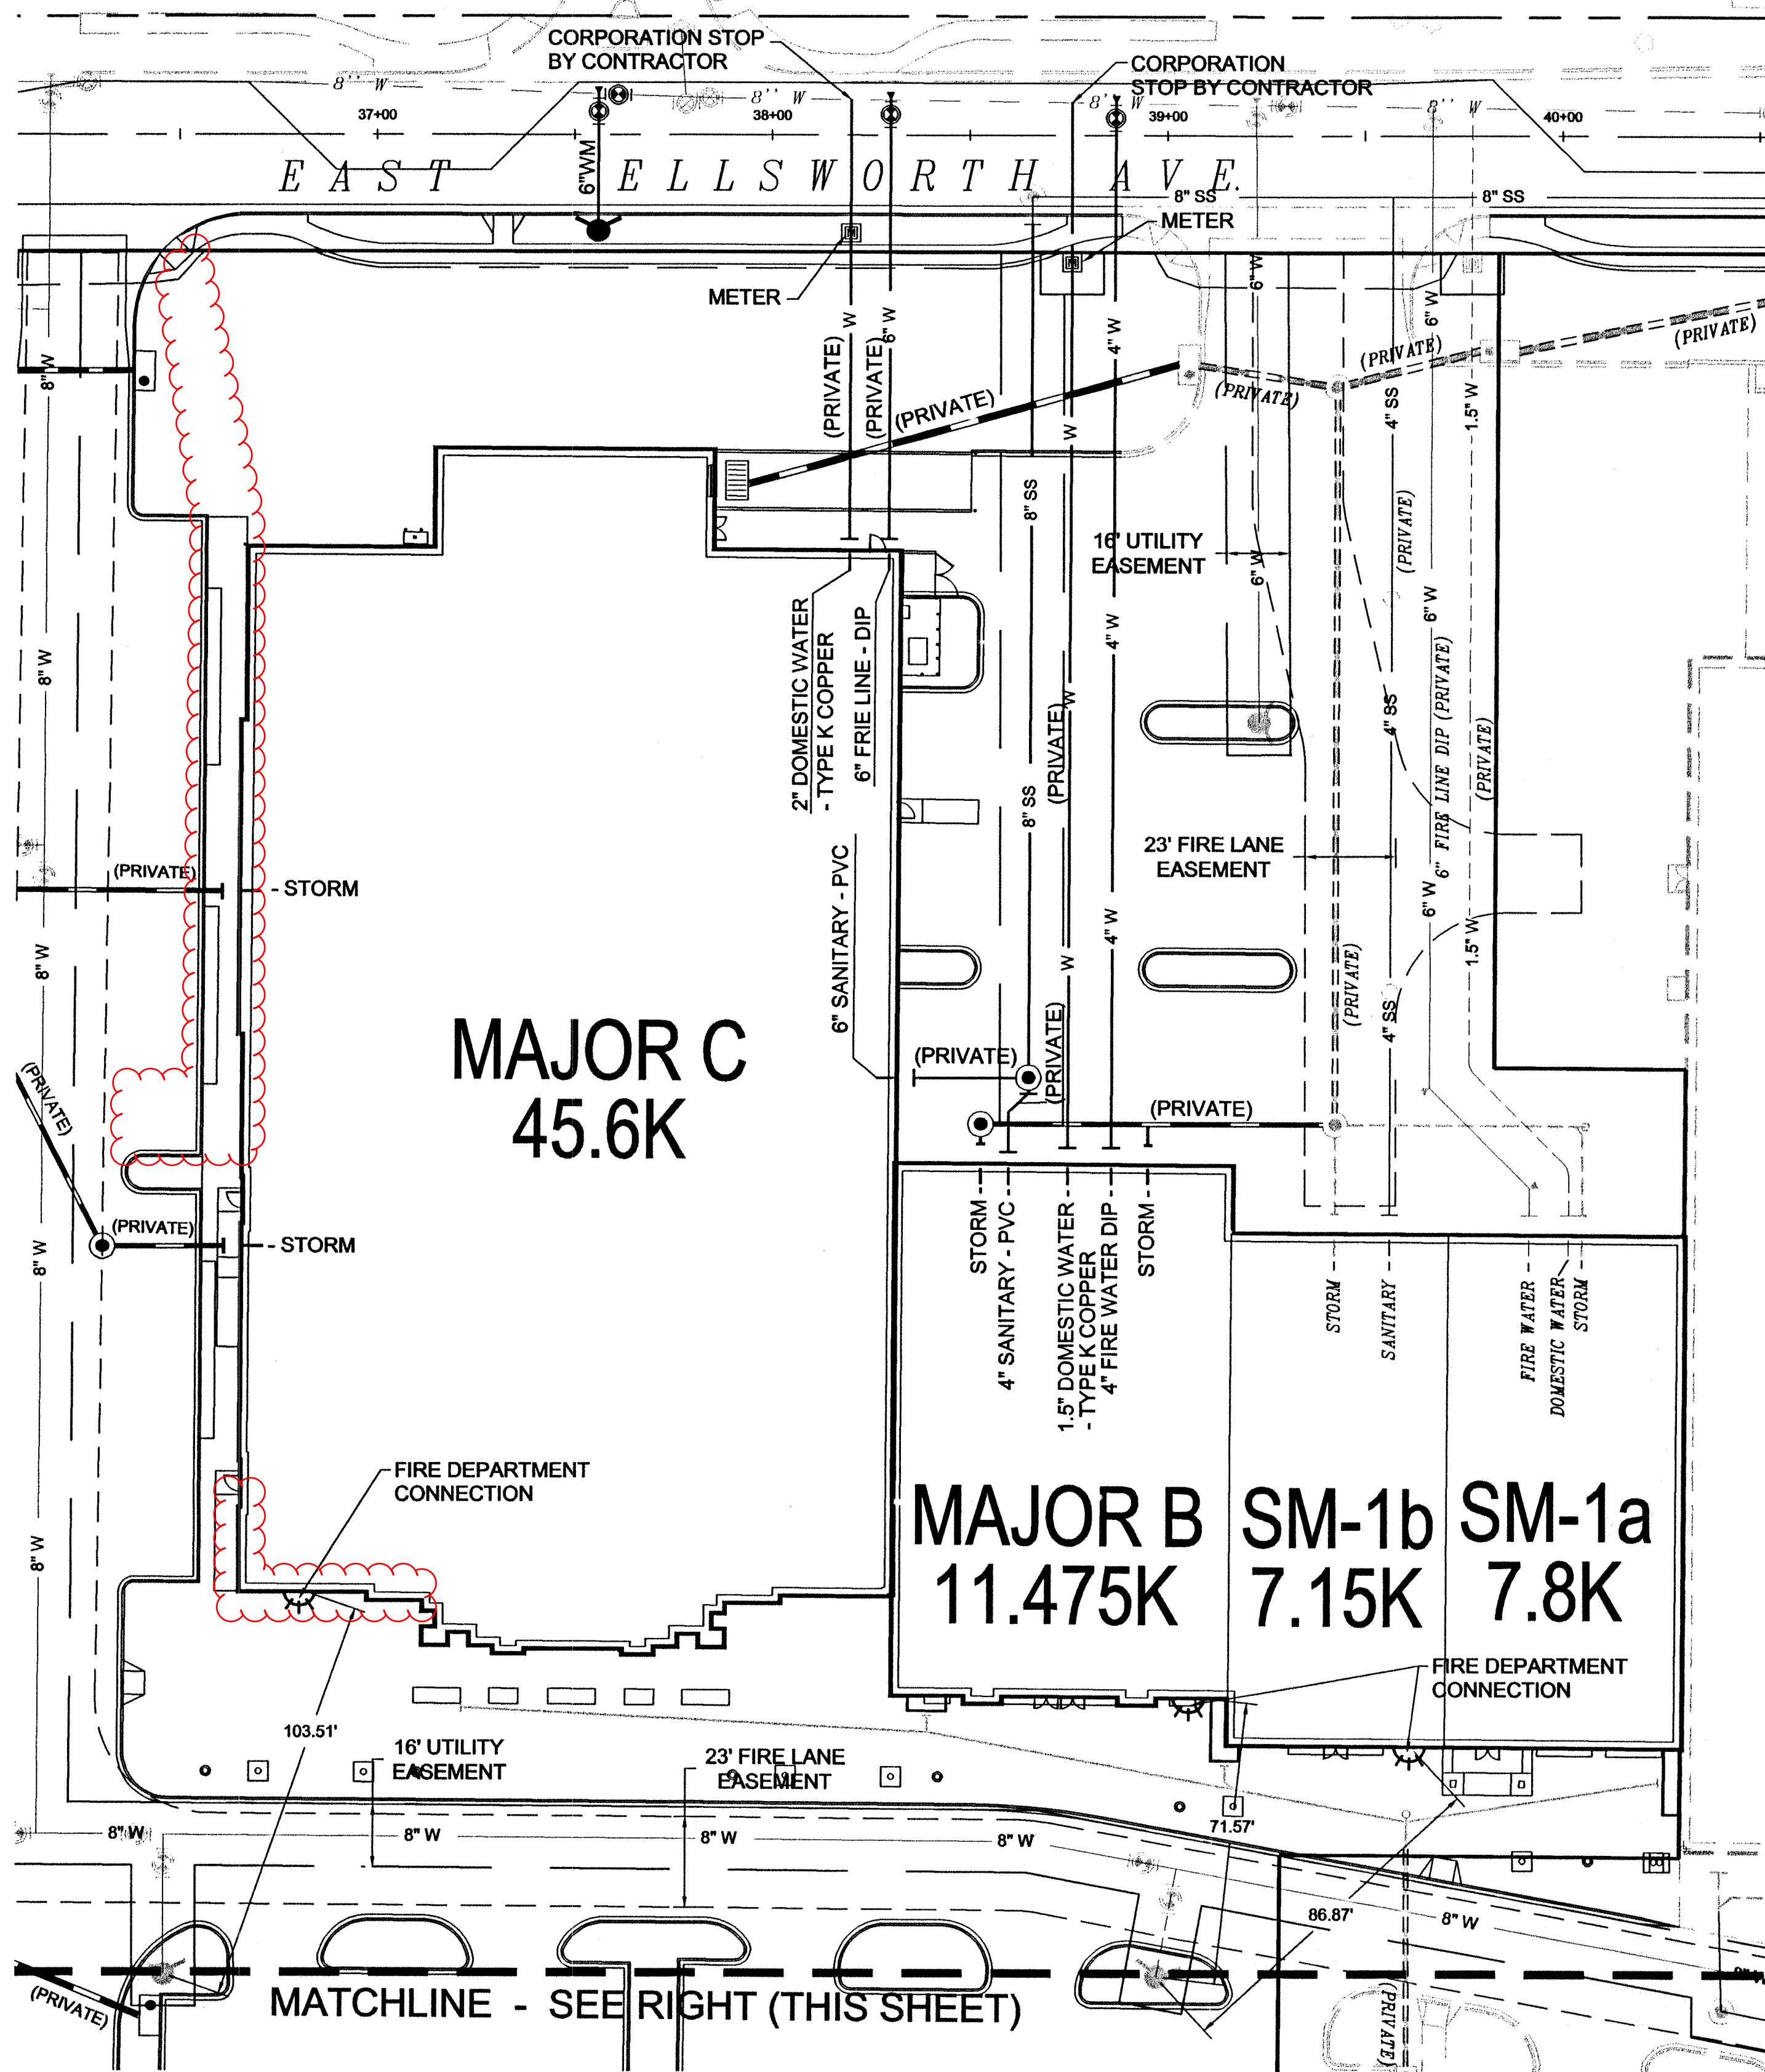 CORPORATION STOP
BY CONTRACTOR
CORPORATION
STOP BY CONTRACTOR
8'' W
8'' W
8'' W
8'' W
37+00
38+00
39+00
40+00
6"WM
EAST ELLSWORTH AVE.
8" SS
8" SS
METER
METER
8" W
(PRIVATE)
W
(PRIVATE)
6" W
(PRIVATE)
W
4" W
6" W
(PRIVATE)
(PRIVATE)
(PRIVATE)
6" W
4" SS
1.5" W
8" SS
16' UTILITY
EASEMENT
6" W
(PRIVATE)
8" W
2" DOMESTIC WATER
- TYPE K COPPER
6" FRIE LINE - DIP
4" W
6" W
W
(PRIVATE)
4" SS
6" FIRE LINE DIP (PRIVATE)
(PRIVATE)
8" SS
23' FIRE LANE
EASEMENT
(PRIVATE)
STORM
6" SANITARY - PVC
8" W
W
4" W
6" W
1.5" W
(PRIVATE)
4" SS
MAJOR C
45.6K
(PRIVATE)
(PRIVATE)
(PRIVATE)
(PRIVATE)
(PRIVATE)
STORM
8" W
STORM
4" SANITARY - PVC
1.5" DOMESTIC WATER
- TYPE K COPPER
4" FIRE WATER DIP
STORM
STORM
SANITARY
FIRE WATER
DOMESTIC WATER
STORM
FIRE DEPARTMENT
CONNECTION
8" W
MAJOR B
11.475K
SM-1b
7.15K
SM-1a
7.8K
FIRE DEPARTMENT
CONNECTION
103.51'
16' UTILITY
EASEMENT
23' FIRE LANE
EASEMENT
71.57'
8" W
8" W
8" W
8" W
86.87'
8" W
8" W
(PRIVATE)
(PRIVATE)
MATCHLINE - SEE RIGHT (THIS SHEET)